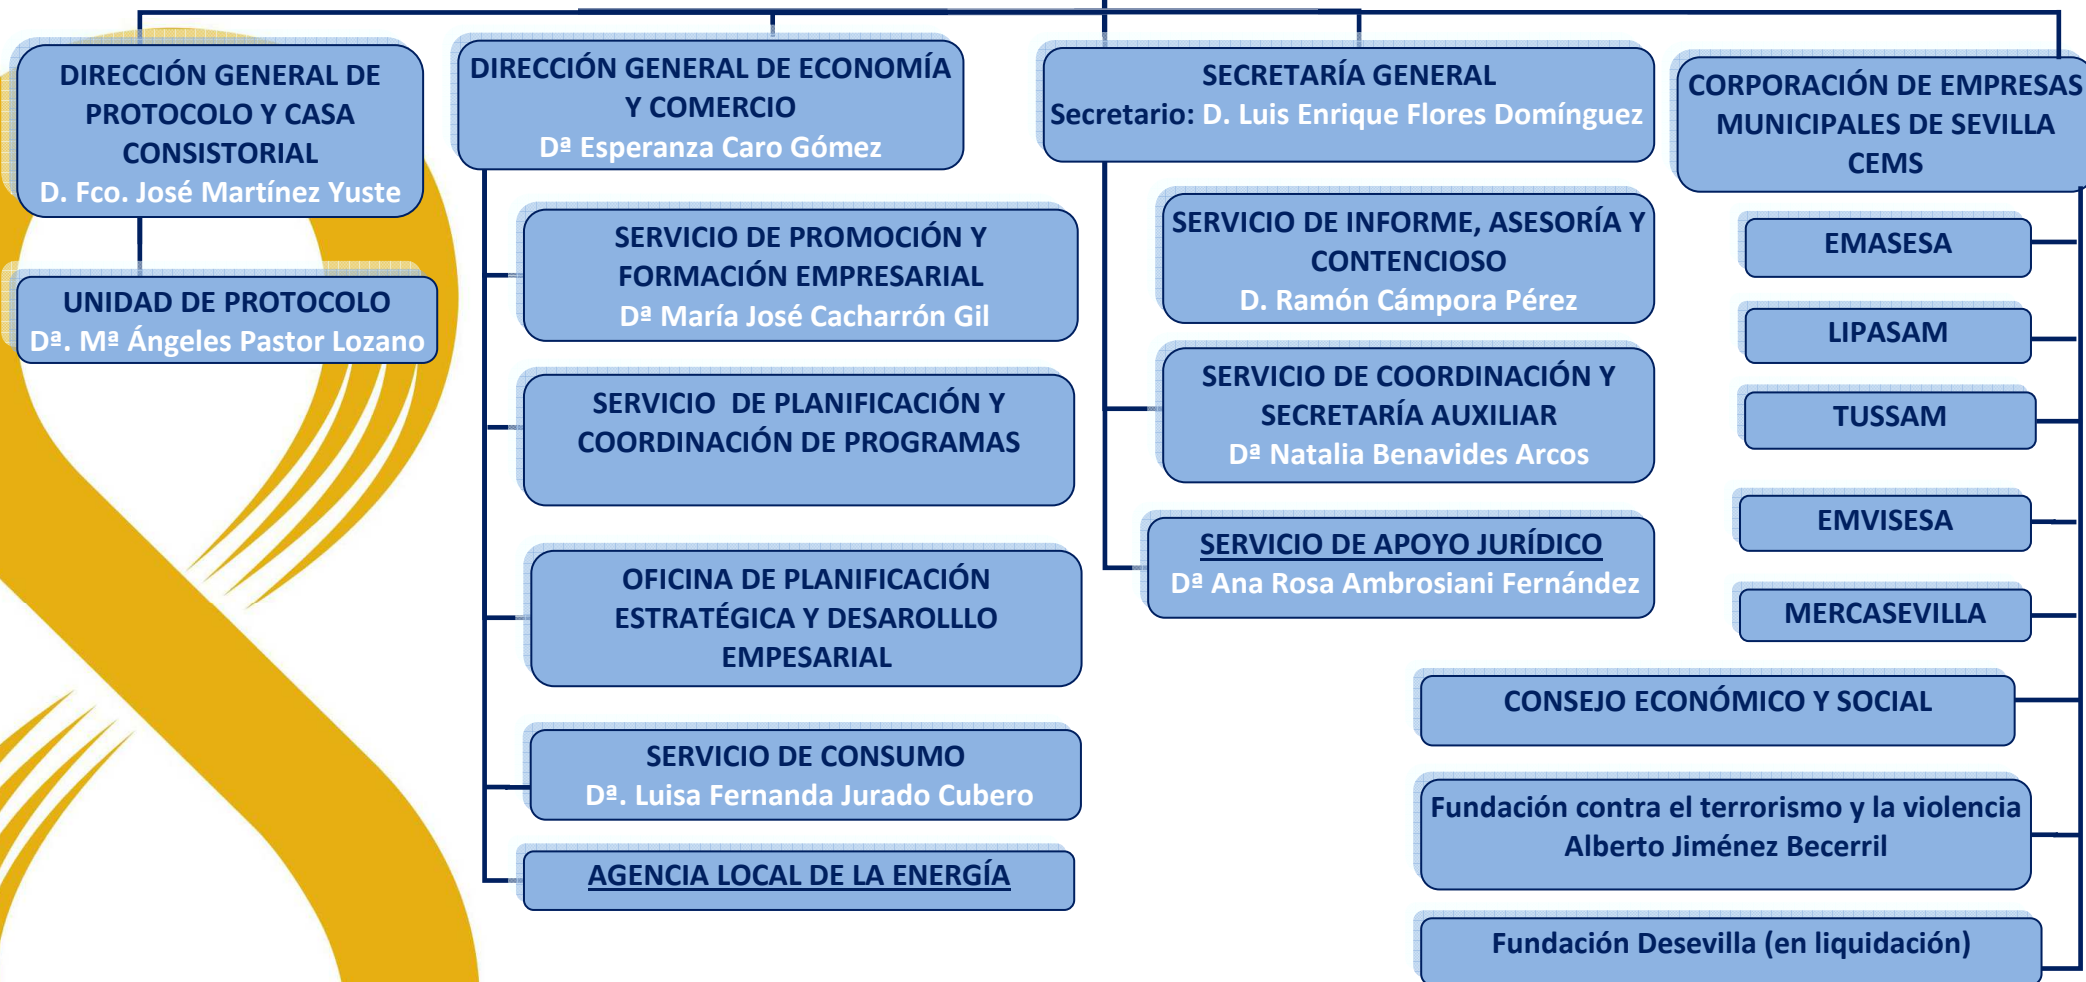 DIRECCIÓN GENERAL DE
PROTOCOLO Y CASA
CONSISTORIAL
D. Fco. José Martínez Yuste
UNIDAD DE PROTOCOLO
Dª. Mª Ángeles Pastor Lozano
DIRECCIÓN GENERAL DE ECONOMÍA
Y COMERCIO
Dª Esperanza Caro Gómez
SERVICIO DE PROMOCIÓN Y
FORMACIÓN EMPRESARIAL
Dª María José Cacharrón Gil
SERVICIO DE PLANIFICACIÓN Y
COORDINACIÓN DE PROGRAMAS
OFICINA DE PLANIFICACIÓN
ESTRATÉGICA Y DESAROLLLO
EMPESARIAL
SERVICIO DE CONSUMO
Dª. Luisa Fernanda Jurado Cubero
AGENCIA LOCAL DE LA ENERGÍA
SECRETARÍA GENERAL
Secretario: D. Luis Enrique Flores Domínguez
SERVICIO DE INFORME, ASESORÍA Y
CONTENCIOSO
D. Ramón Cámpora Pérez
SERVICIO DE COORDINACIÓN Y
SECRETARÍA AUXILIAR
Dª Natalia Benavides Arcos
SERVICIO DE APOYO JURÍDICO
Dª Ana Rosa Ambrosiani Fernández
CORPORACIÓN DE EMPRESAS
MUNICIPALES DE SEVILLA
CEMS
EMASESA
LIPASAM
TUSSAM
EMVISESA
MERCASEVILLA
CONSEJO ECONÓMICO Y SOCIAL
Fundación contra el terrorismo y la violencia
Alberto Jiménez Becerril
Fundación Desevilla (en liquidación)